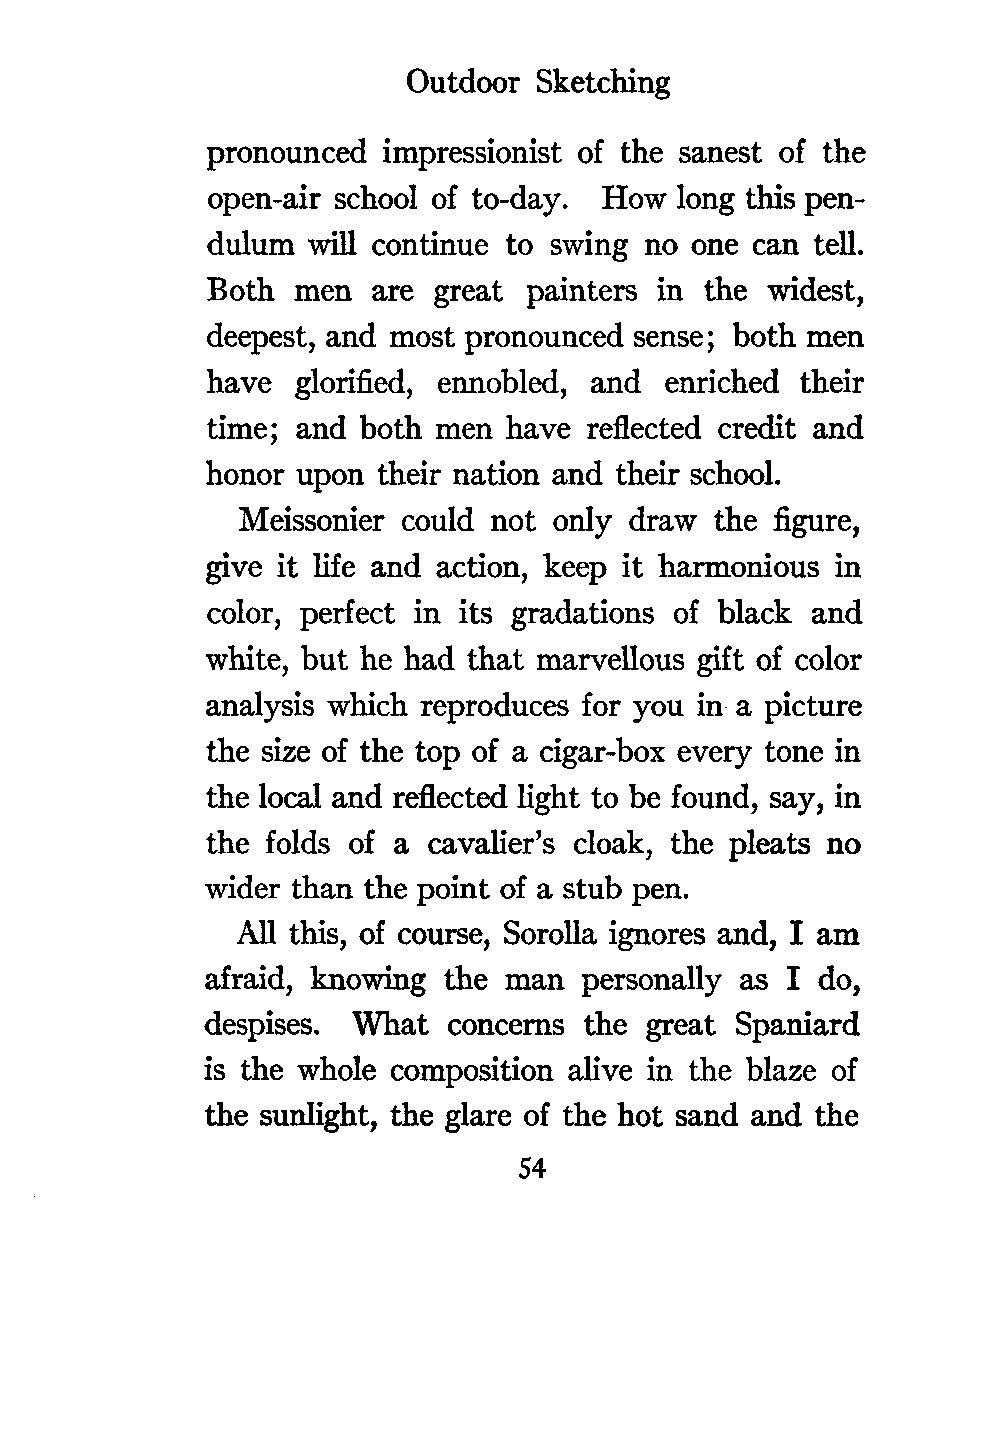 Outdoor Sketching
pronounced impressionist of the sanest of the
open-air school of to-day. How long this pen-
dulum will continue to swing no one can tell.
Both men are great painters in the widest,
deepest, and most pronounced sense; both men
have glorified, ennobled, and enriched their
time; and both men have reflected credit and
honor upon their nation and their school.
Meissonier could not only draw the figure,
give it life and action, keep it harmonious in
color, perfect in its gradations of black and
white, but he had that marvellous gift of color
analysis which reproduces for you in a picture
the size of the top of a cigar-box every tone in
the local and reflected light to be found, say, in
the folds of a cavalier's cloak, the pleats no
wider than the point of a stub pen.
All this, of course, Sorolla ignores and, I am
afraid, knowing the man personally as I do,
despises. What concerns the great Spaniard
is the whole composition alive in the blaze of
the sunlight, the glare of the hot sand and the
54